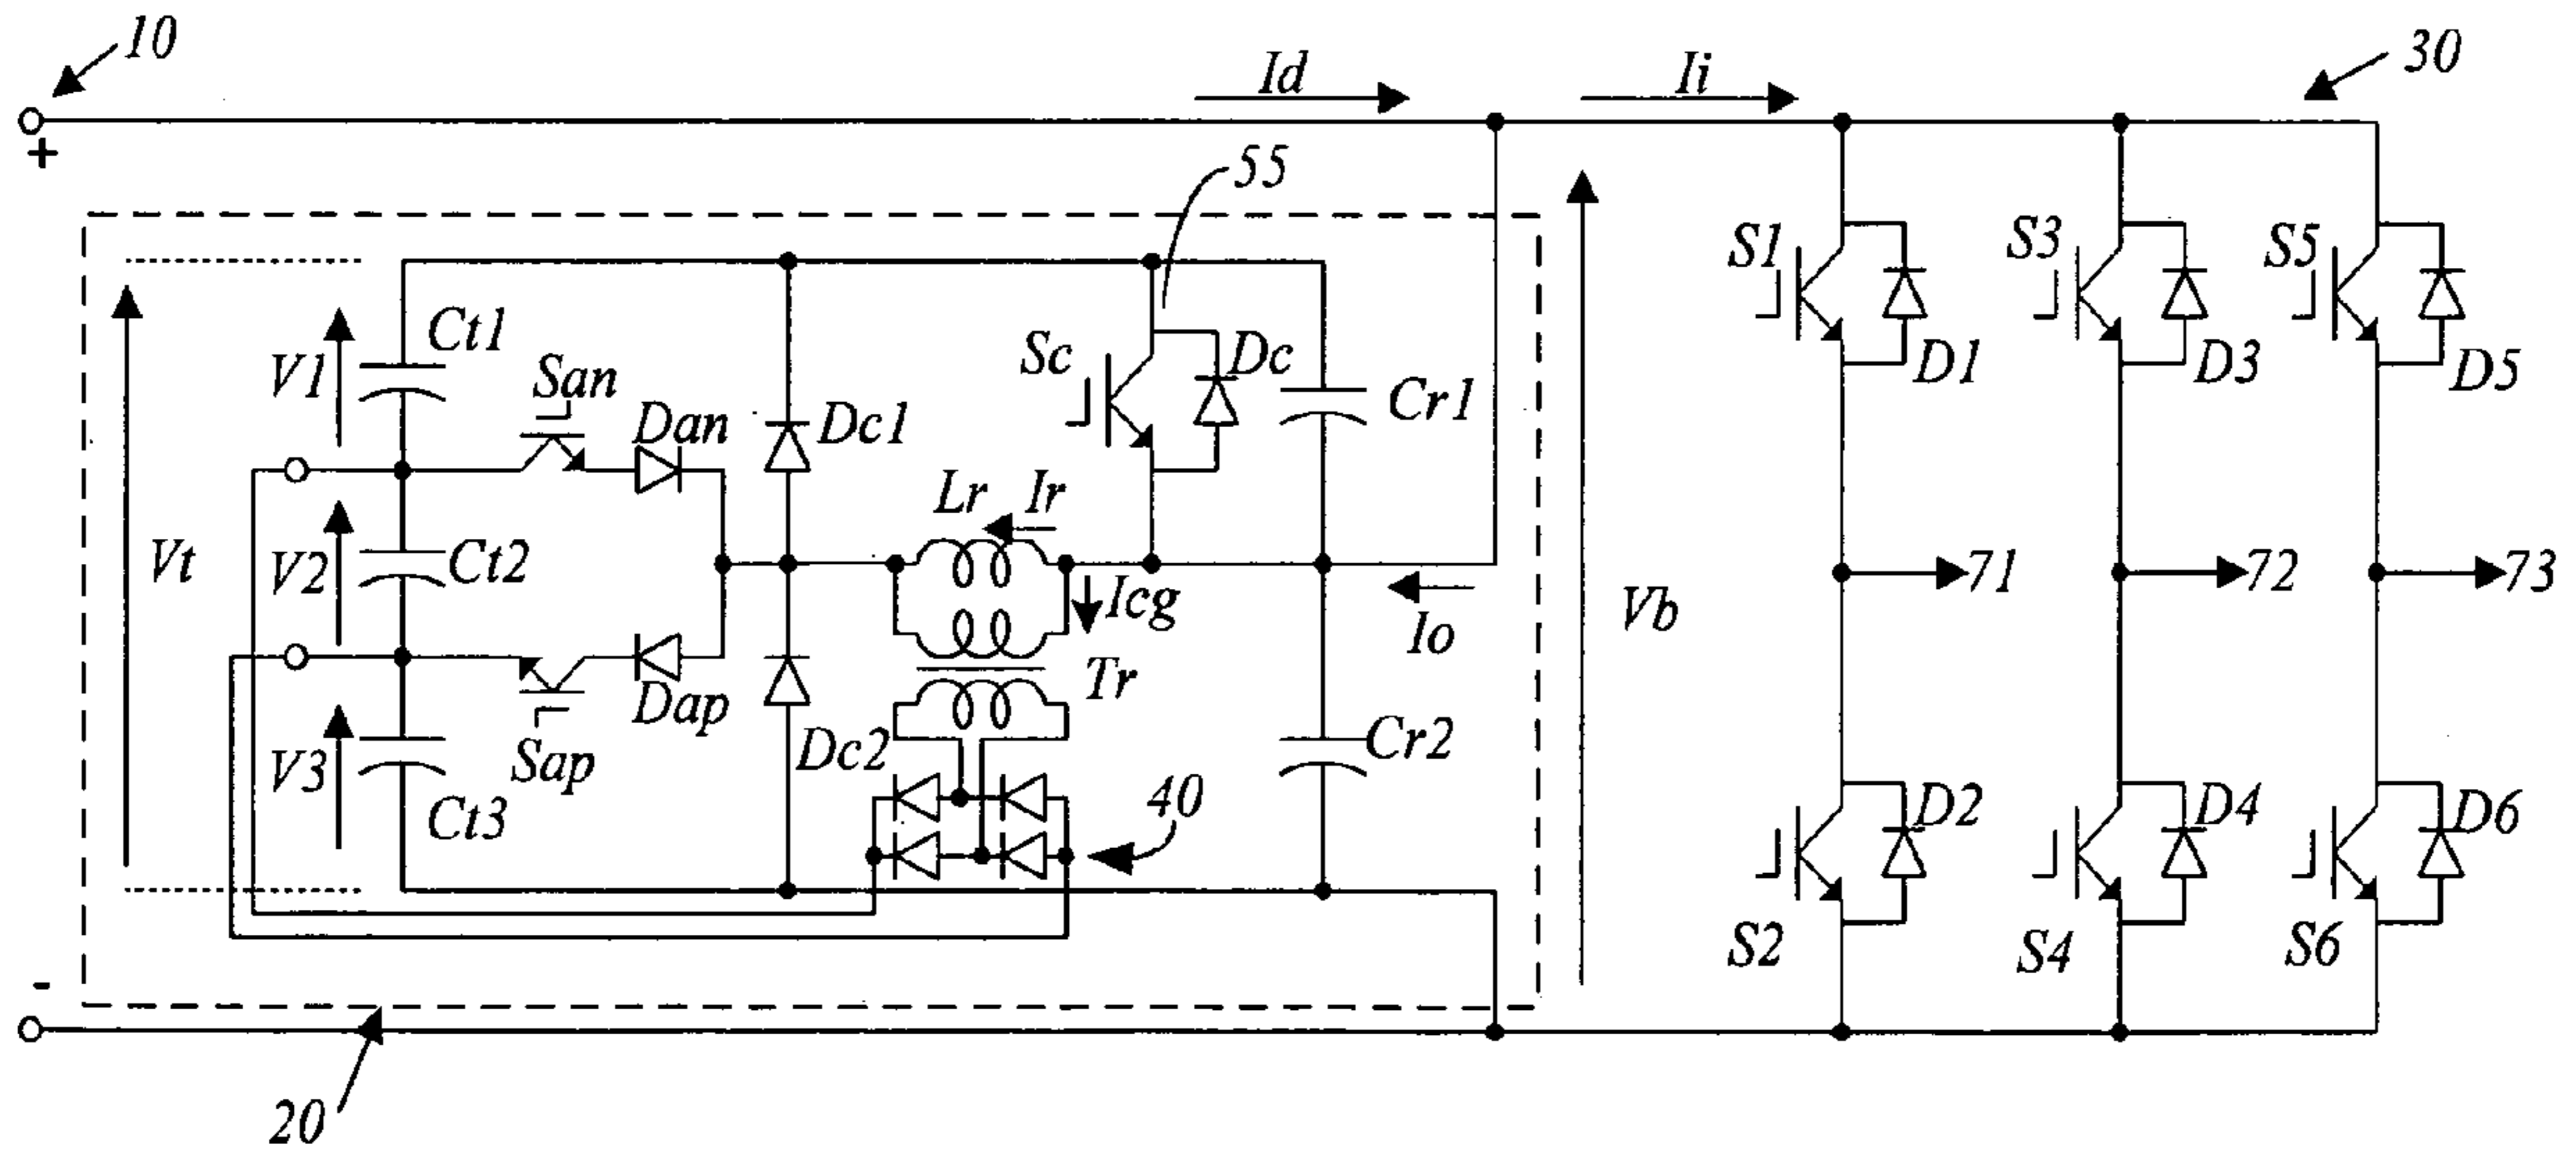 10
Id
Ii
30
+
55
S1
S3
S5
Ct1
Sc
Dc
D1
D3
D5
V1
San
Dan
Dc1
Cr1
Lr
Ir
Vt
V2
Ct2
Icg
Io
Vb
71
72
73
Tr
Dap
Sap
V3
Dc2
Cr2
Ct3
40
D2
D4
D6
S2
S4
S6
-
20